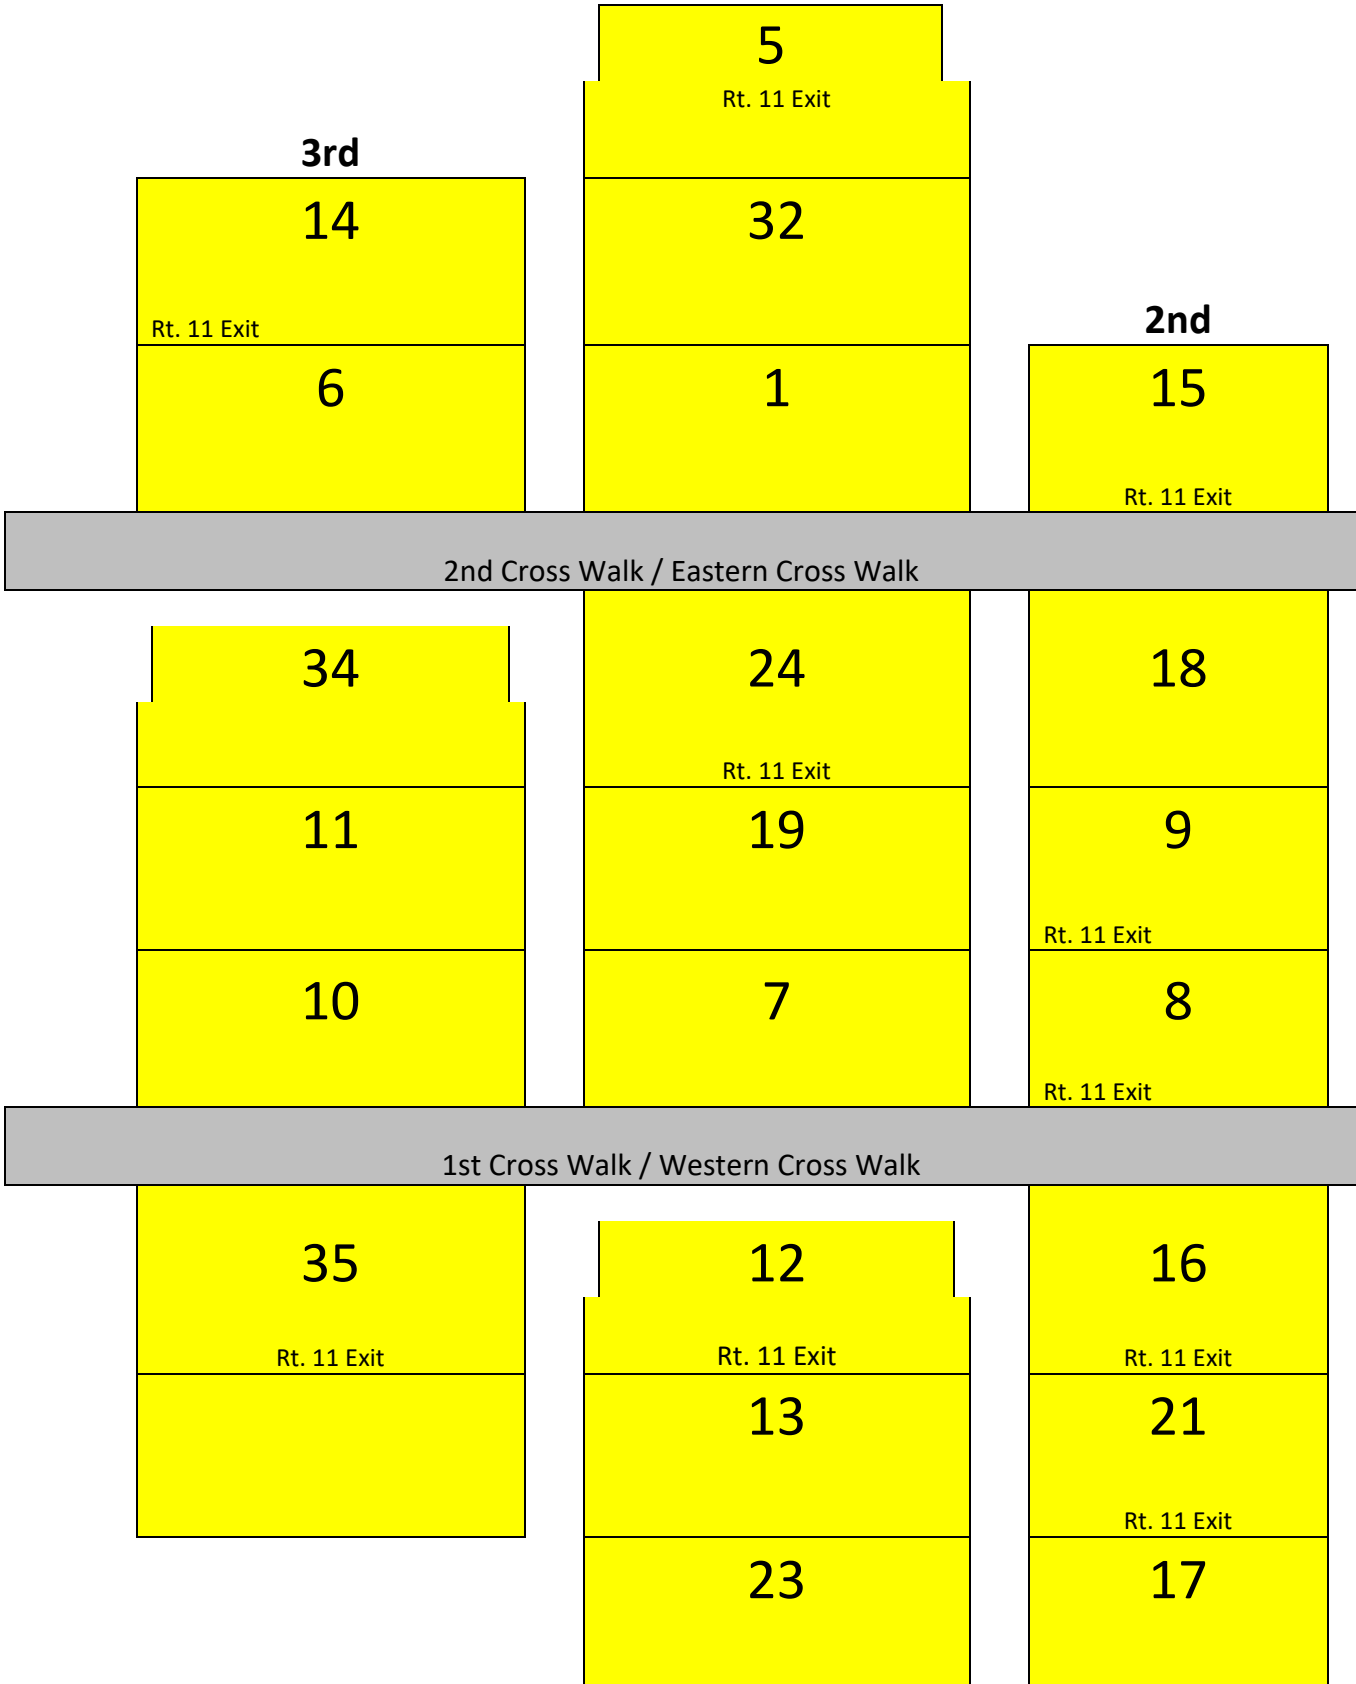 5
Rt. 11 Exit
3rd
14
32
Rt. 11 Exit
2nd
6
1
15
Rt. 11 Exit
2nd Cross Walk / Eastern Cross Walk
34
24
18
Rt. 11 Exit
11
19
9
Rt. 11 Exit
10
7
8
Rt. 11 Exit
1st Cross Walk / Western Cross Walk
35
12
16
Rt. 11 Exit
Rt. 11 Exit
Rt. 11 Exit
13
21
Rt. 11 Exit
23
17